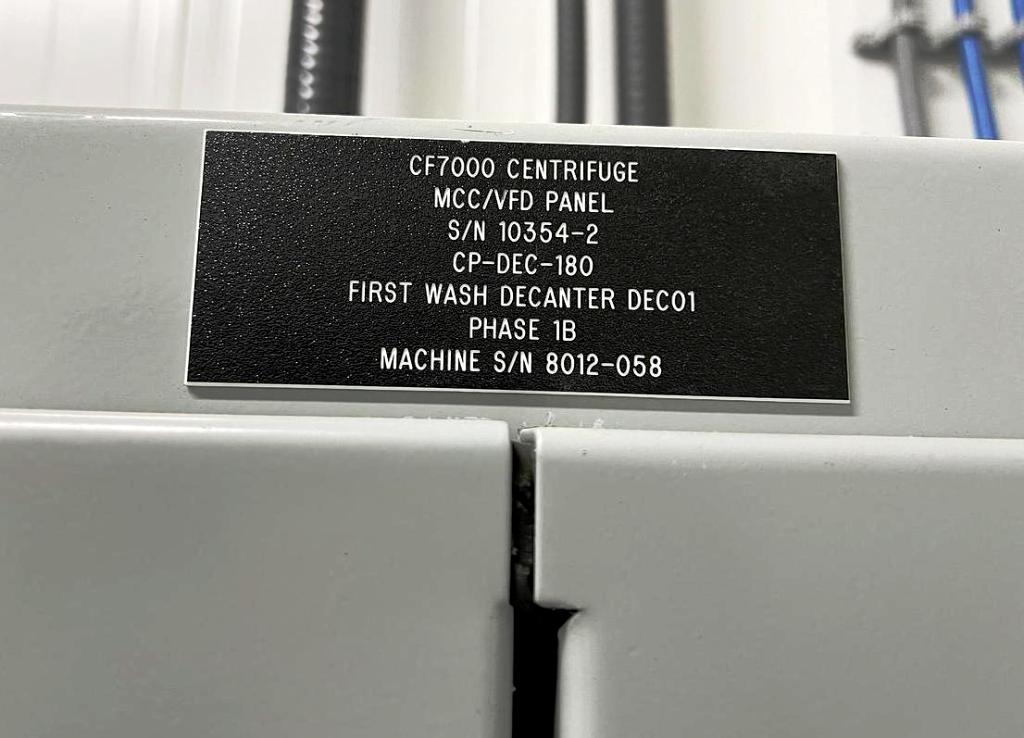 CF7000 CENTRIFUGE
MCC/VFD PANEL
S/N 10354-2
CP-DEC-180
FIRST WASH DECANTER DEC01
PHASE 1B
MACHINE S/N 8012-058